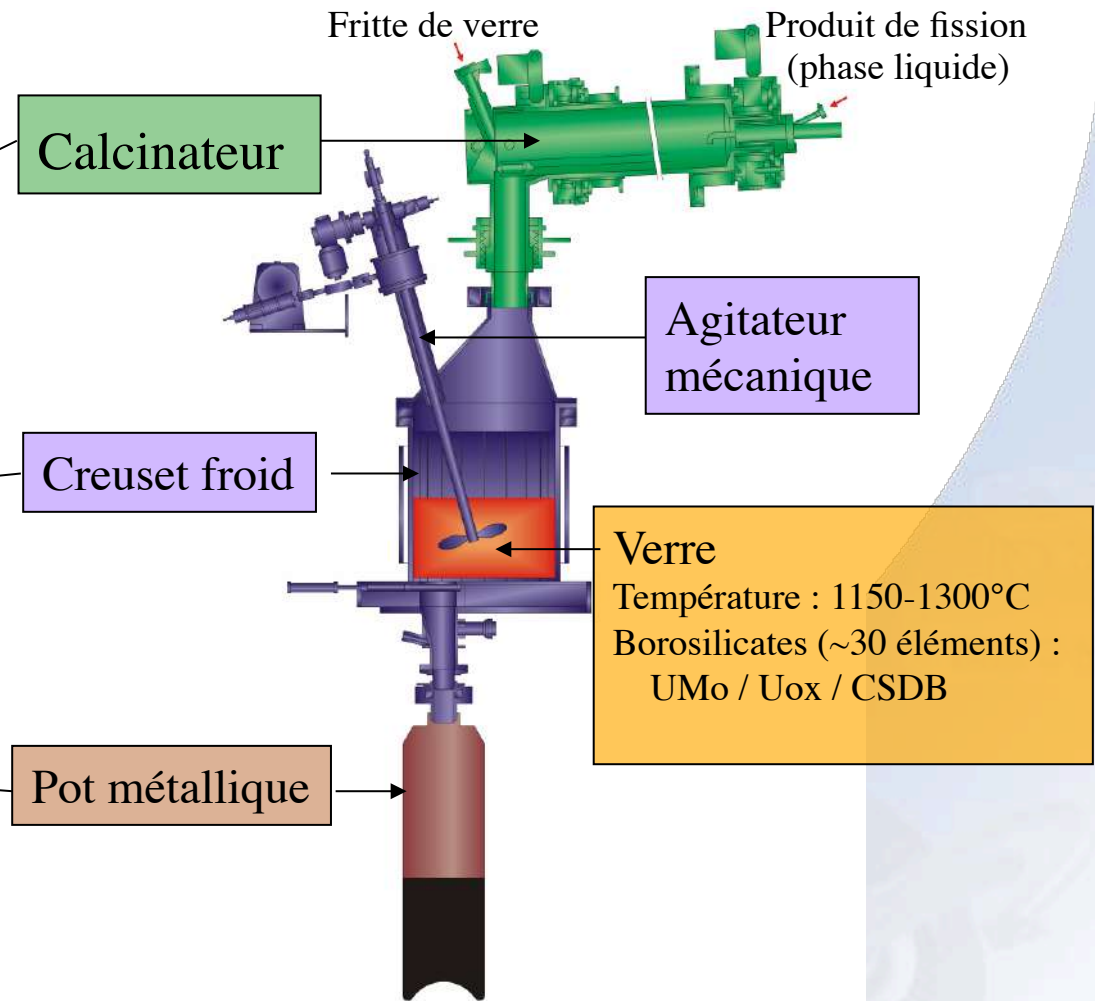 Fritte de verre
Produit de fission
(phase liquide)
Calcinateur
Agitateur
mécanique
Creuset froid
Verre
Température : 1150-1300°C
Borosilicates (~30 éléments) :
UMo / Uox / CSDB
Pot métallique